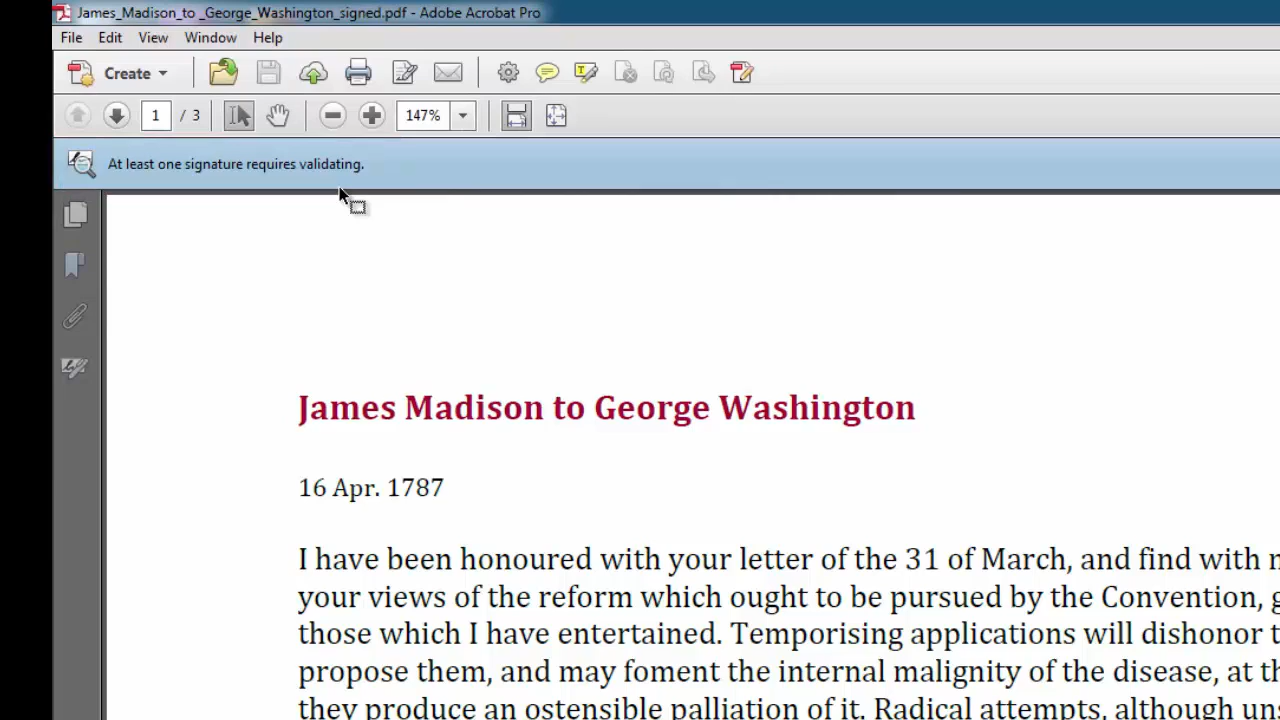 James_Madison_to _George_Washington_signed.pdf - Adobe Acrobat Pro
File Edit View Window Help
Create
1 / 3 147%
At least one signature requires validating.
James Madison to George Washington
16 Apr. 1787
I have been honoured with your letter of the 31 of March, and find with
your views of the reform which ought to be pursued by the Convention,
those which I have entertained. Temporising applications will dishonor
propose them, and may foment the internal malignity of the disease, at
they produce an ostensible palliation of it. Radical attempts, although